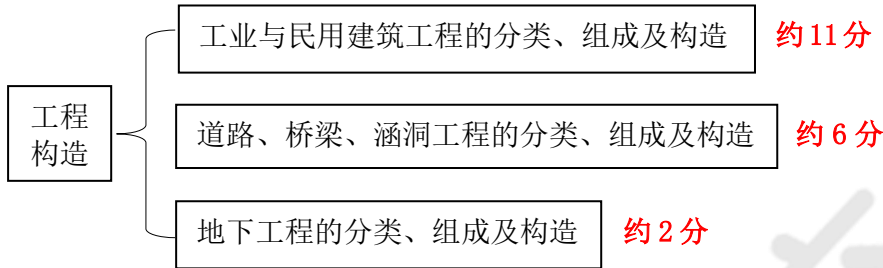 工业与民用建筑工程的分类、组成及构造 约11分
工程
构造
道路、桥梁、涵洞工程的分类、组成及构造 约6分
地下工程的分类、组成及构造 约2分